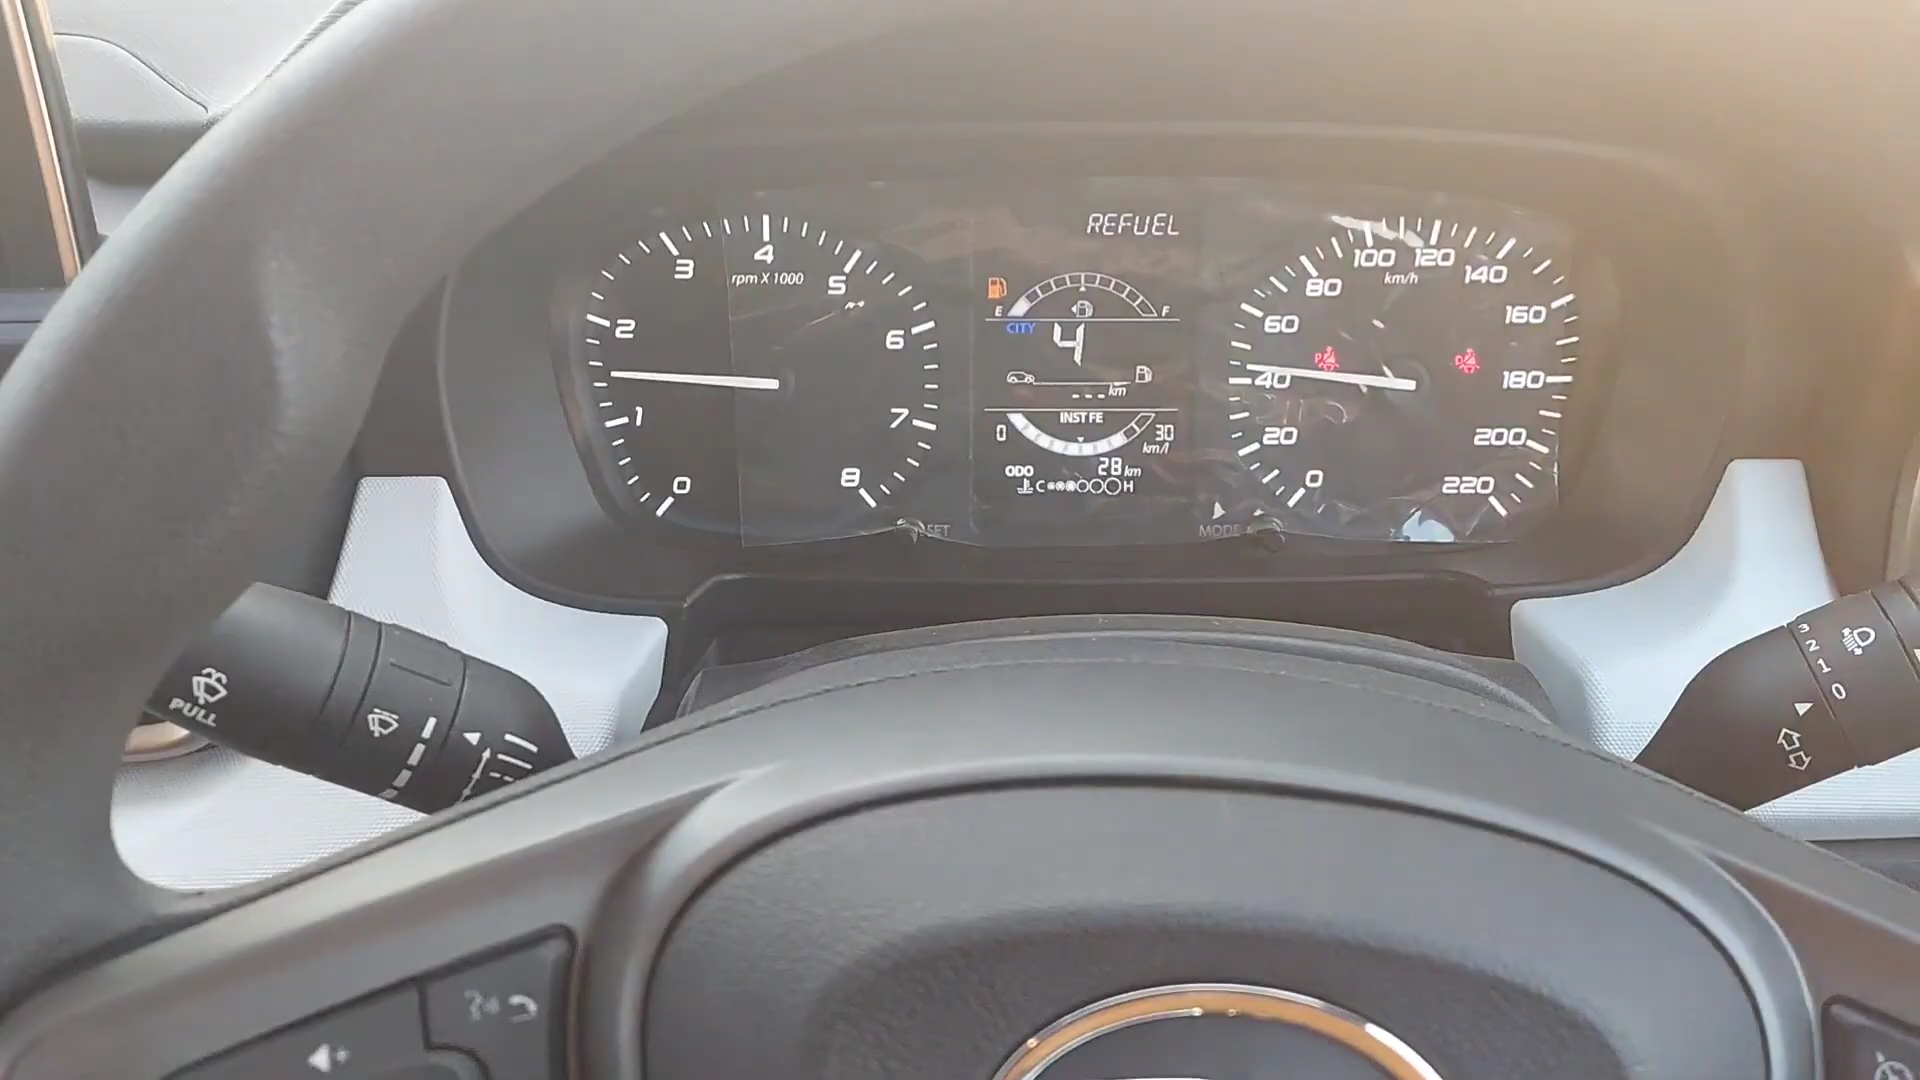 REFUEL
4
3
rpm X 1000
5
2
6
1
7
0
8
E
F
CITY
4
--- km
INST FE
0
30
km/l
ODO
28 km
C
H
100
120
km/h
80
140
60
160
P
D
40
180
20
200
0
220
MODE
PULL
3
2
1
0